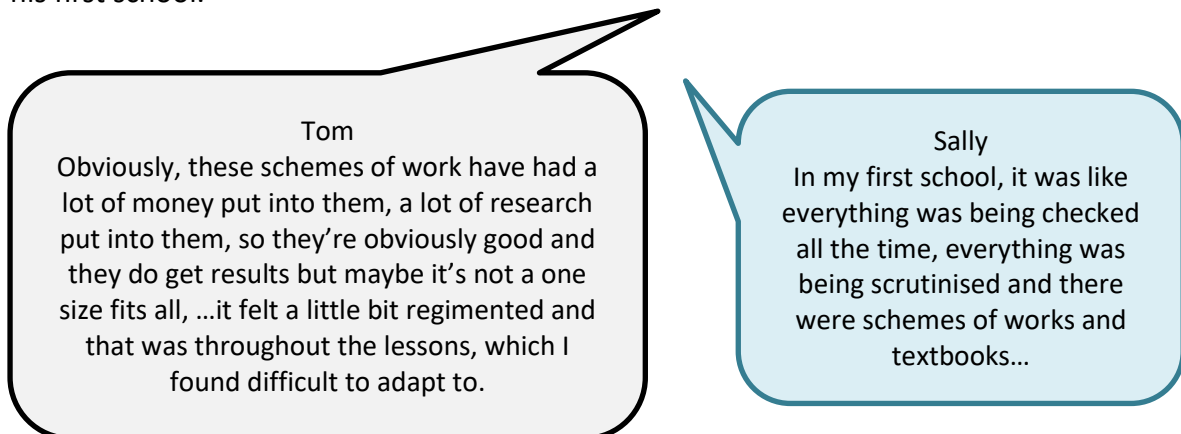 his first school.
Tom
Obviously, these schemes of work have had a
lot of money put into them, a lot of research
put into them, so they’re obviously good and
they do get results but maybe it’s not a one
size fits all, …it felt a little bit regimented and
that was throughout the lessons, which I
found difficult to adapt to.
Sally
In my first school, it was like
everything was being checked
all the time, everything was
being scrutinised and there
were schemes of works and
textbooks…